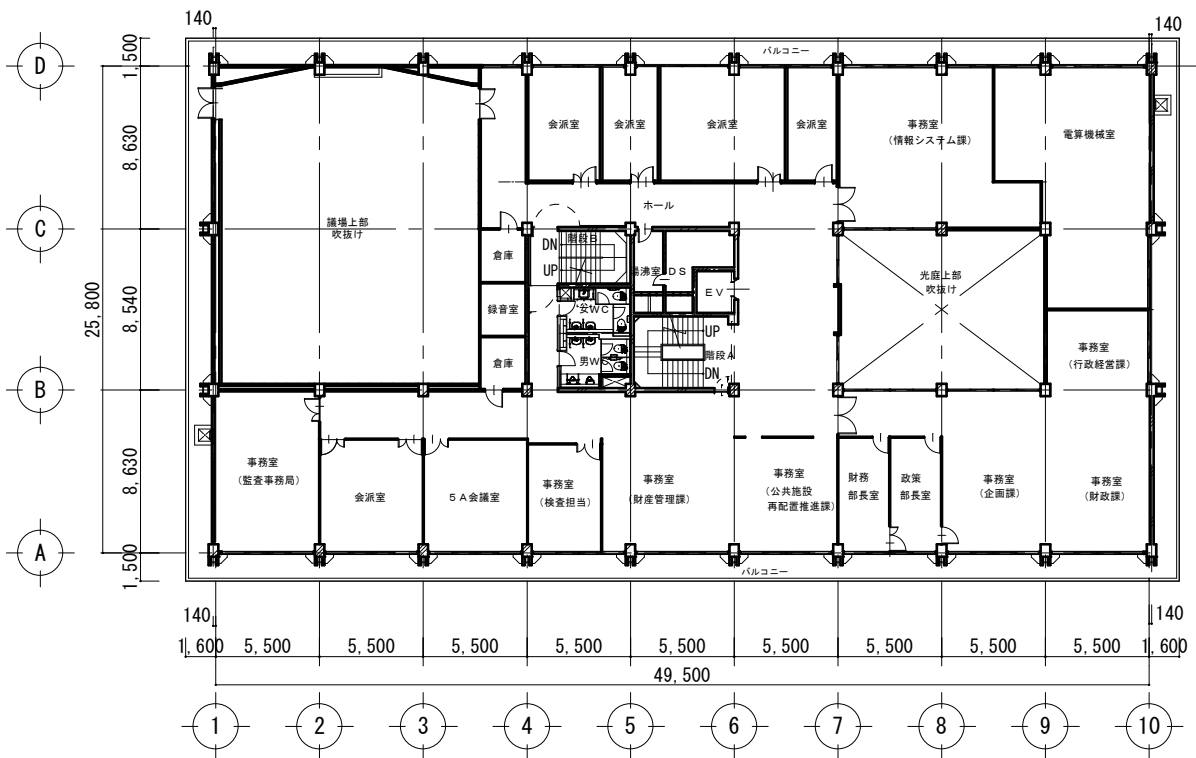 140
140
1,500
バルコニー
D
会派室
会派室
会派室
会派室
事務室
(情報システム課)
電算機械室
8,630
ホール
議場上部
吹抜け
C
倉庫
階段B
DN
UP
湯沸室
DS
EV
光庭上部
吹抜け
25,800
8,540
録音室
女WC
倉庫
男WC
UP
階段A
DN
事務室
(行政経営課)
B
8,630
事務室
(監査事務局)
会派室
5A会議室
事務室
(検査担当)
事務室
(財産管理課)
事務室
(公共施設
再配置推進課)
財務
部長室
政策
部長室
事務室
(企画課)
事務室
(財政課)
A
1,500
バルコニー
140
140
1,600
5,500
5,500
5,500
5,500
5,500
5,500
5,500
5,500
5,500
1,600
49,500
1
2
3
4
5
6
7
8
9
10